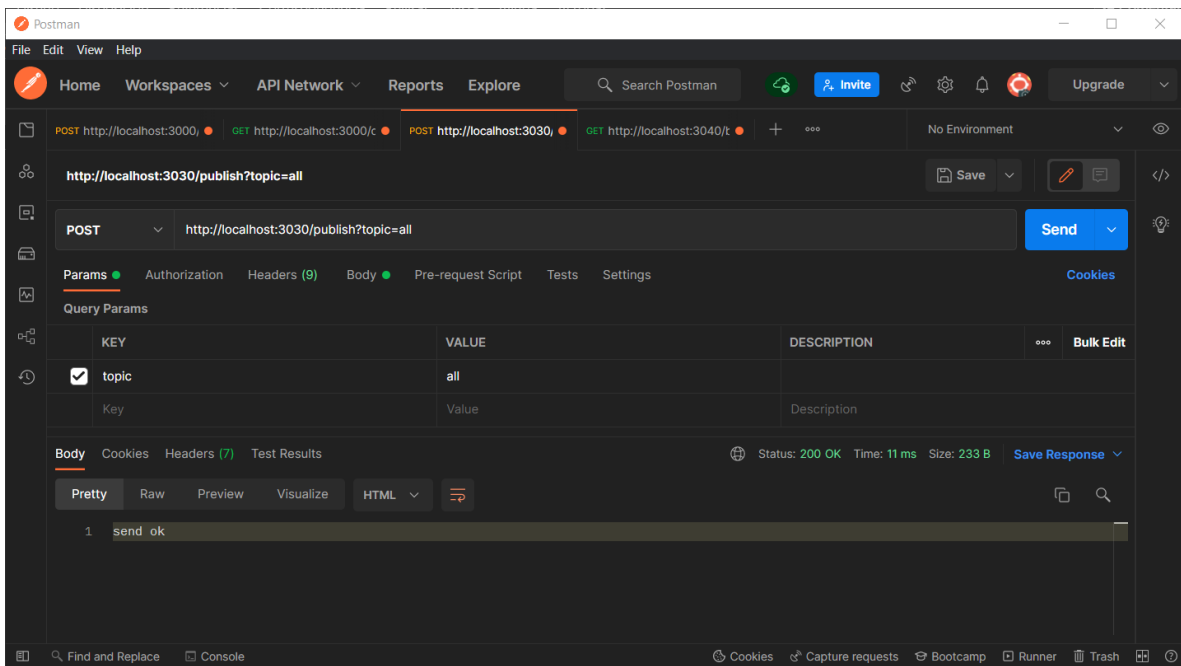 Postman
File Edit View Help
Home Workspaces API Network Reports Explore Search Postman Invite Upgrade
POST http://localhost:3000/ GET http://localhost:3000/c POST http://localhost:3030/ GET http://localhost:3040/t No Environment
http://localhost:3030/publish?topic=all Save
POST http://localhost:3030/publish?topic=all Send
Params Authorization Headers (9) Body Pre-request Script Tests Settings Cookies
Query Params
KEY VALUE DESCRIPTION Bulk Edit
topic all
Key Value Description
Body Cookies Headers (7) Test Results Status: 200 OK Time: 11 ms Size: 233 B Save Response
Pretty Raw Preview Visualize HTML
1 send ok
Find and Replace Console Cookies Capture requests Bootcamp Runner Trash